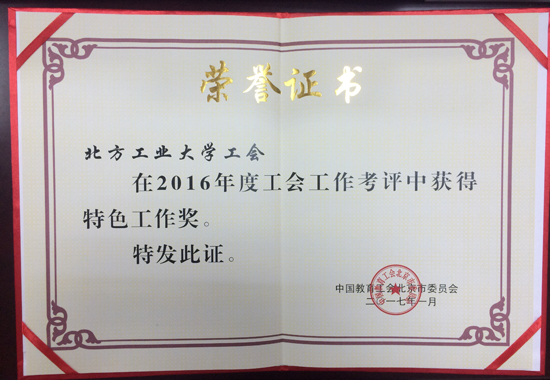 荣誉证书
北方工业大学工会
在2016年度工会工作考评中获得
特色工作奖。
特发此证。
中国教育工会北京市委员会
二〇一七年一月